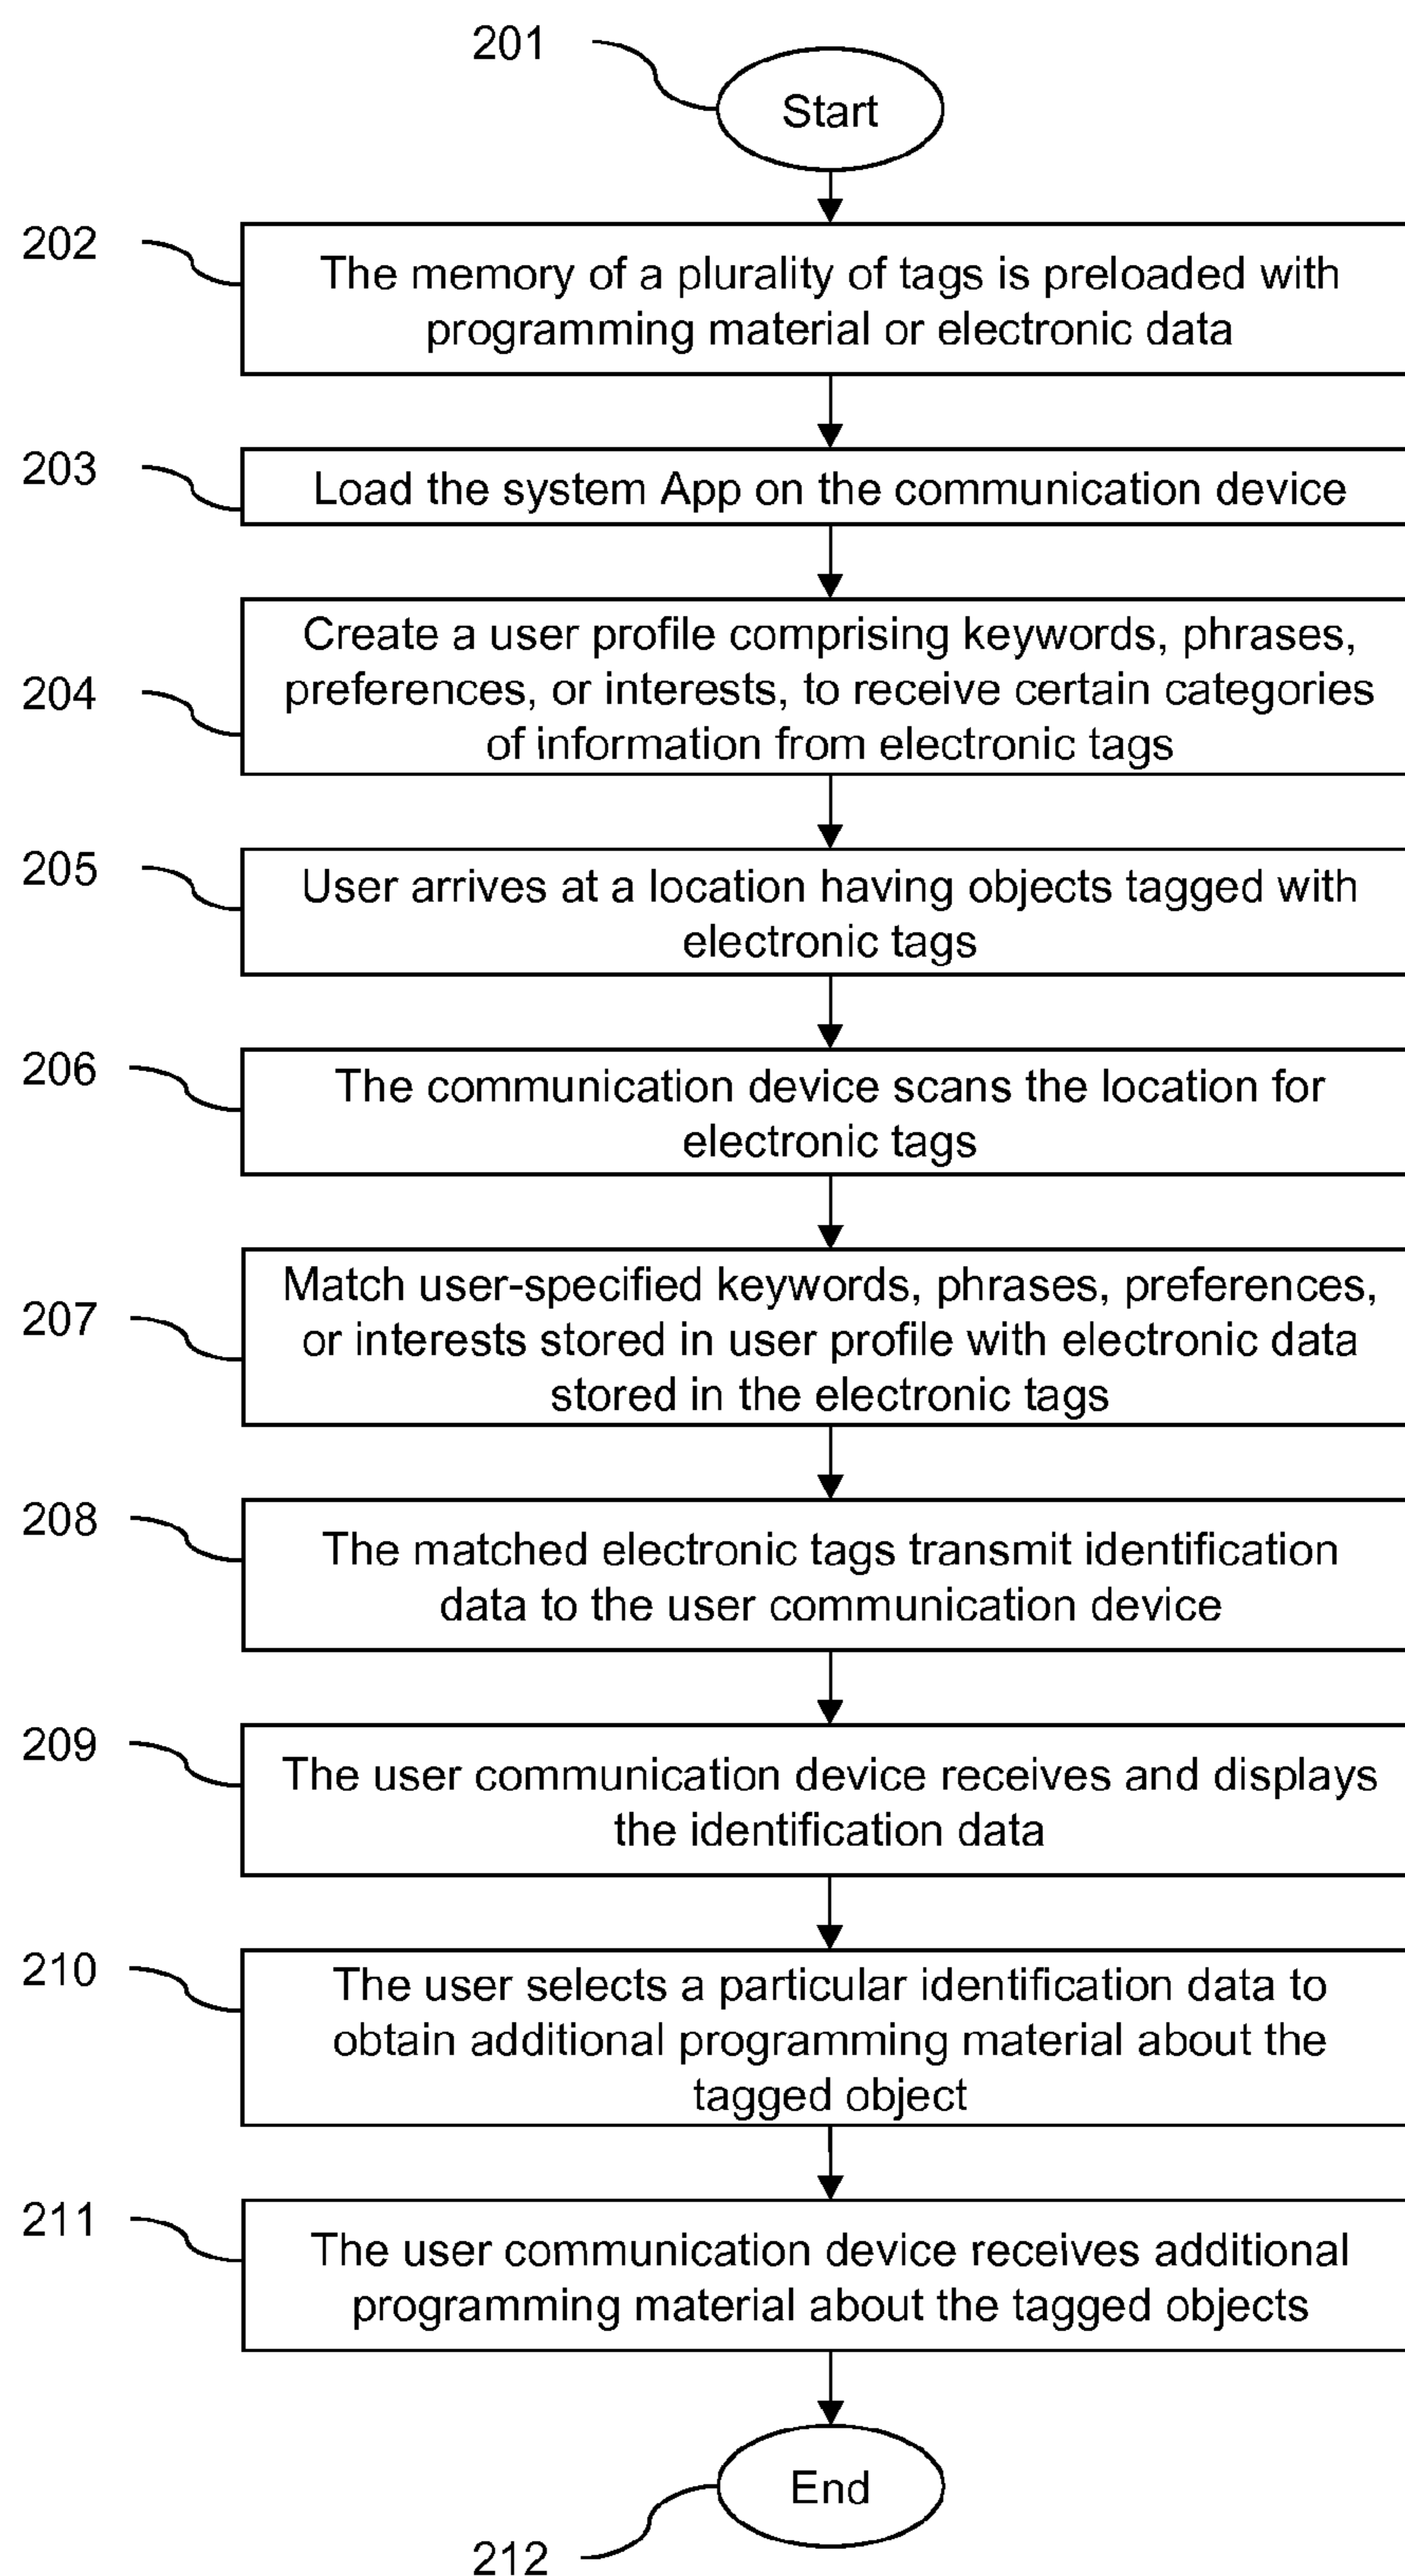 201
Start
202
The memory of a plurality of tags is preloaded with
programming material or electronic data
203
Load the system App on the communication device
204
Create a user profile comprising keywords, phrases,
preferences, or interests, to receive certain categories
of information from electronic tags
205
User arrives at a location having objects tagged with
electronic tags
206
The communication device scans the location for
electronic tags
207
Match user-specified keywords, phrases, preferences,
or interests stored in user profile with electronic data
stored in the electronic tags
208
The matched electronic tags transmit identification
data to the user communication device
209
The user communication device receives and displays
the identification data
210
The user selects a particular identification data to
obtain additional programming material about the
tagged object
211
The user communication device receives additional
programming material about the tagged objects
End
212